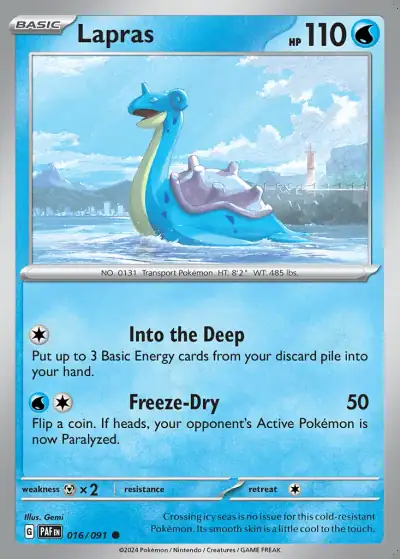 BASIC
Lapras
HP 110
NO. 0131 Transport Pokémon HT: 8'2" WT: 485 lbs.
Into the Deep
Put up to 3 Basic Energy cards from your discard pile into
your hand.
Freeze-Dry 50
Flip a coin. If heads, your opponent's Active Pokémon is
now Paralyzed.
weakness ×2 resistance retreat
Illus. Gemi
G PAF EN 016/091
Crossing icy seas is no issue for this cold-resistant
Pokémon. Its smooth skin is a little cool to the touch.
©2024 Pokémon / Nintendo / Creatures / GAME FREAK